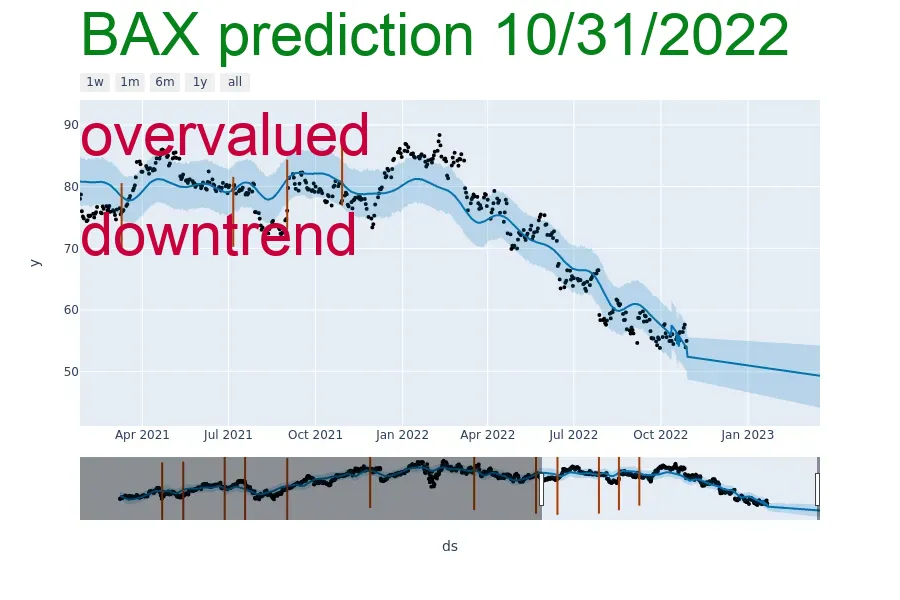 BAX prediction 10/31/2022
1w 1m 6m 1y all
overvalued
downtrend
90
80
70
60
50
y
Apr 2021 Jul 2021 Oct 2021 Jan 2022 Apr 2022 Jul 2022 Oct 2022 Jan 2023
ds